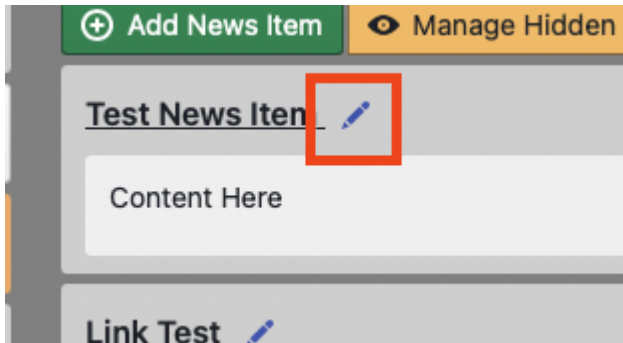 Add News Item Manage Hidden
Test News Item
Content Here
Link Test